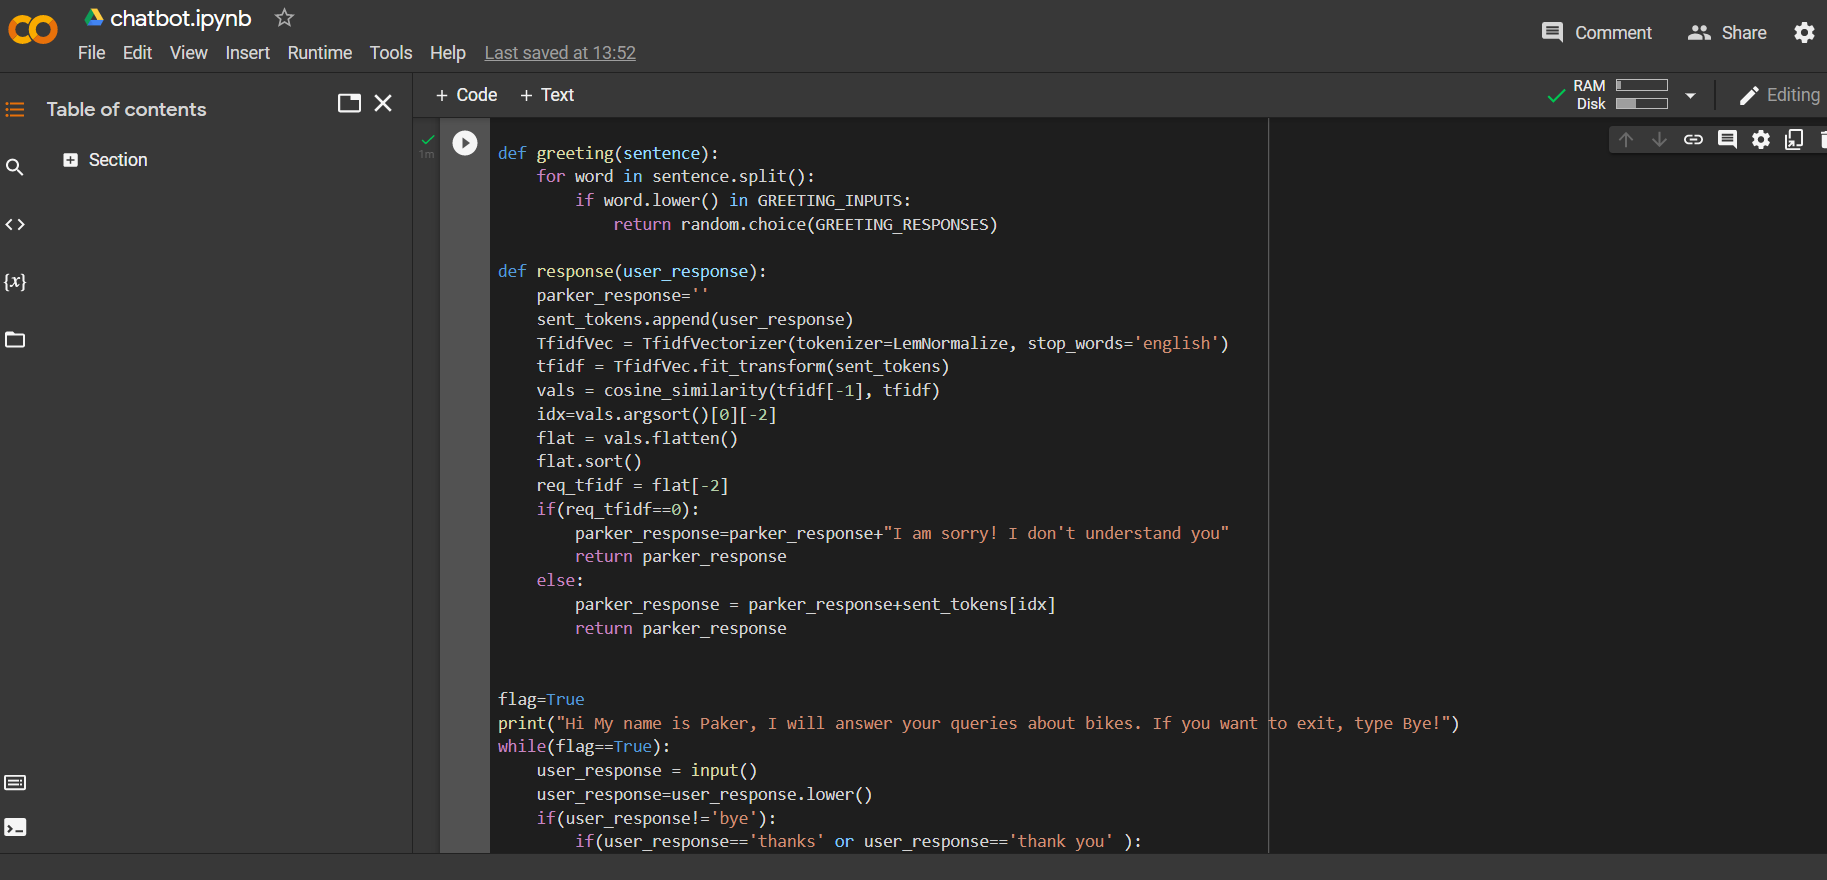 chatbot.ipynb
File Edit View Insert Runtime Tools Help Last saved at 13:52
Comment Share
Table of contents
Section
+ Code + Text
RAM
Disk
Editing
1m
{x}
def greeting(sentence):
    for word in sentence.split():
        if word.lower() in GREETING_INPUTS:
            return random.choice(GREETING_RESPONSES)
def response(user_response):
    parker_response=''
    sent_tokens.append(user_response)
    TfidfVec = TfidfVectorizer(tokenizer=LemNormalize, stop_words='english')
    tfidf = TfidfVec.fit_transform(sent_tokens)
    vals = cosine_similarity(tfidf[-1], tfidf)
    idx=vals.argsort()[0][-2]
    flat = vals.flatten()
    flat.sort()
    req_tfidf = flat[-2]
    if(req_tfidf==0):
        parker_response=parker_response+"I am sorry! I don't understand you"
        return parker_response
    else:
        parker_response = parker_response+sent_tokens[idx]
        return parker_response
flag=True
print("Hi My name is Paker, I will answer your queries about bikes. If you want to exit, type Bye!")
while(flag==True):
    user_response = input()
    user_response=user_response.lower()
    if(user_response!='bye'):
        if(user_response=='thanks' or user_response=='thank you' ):